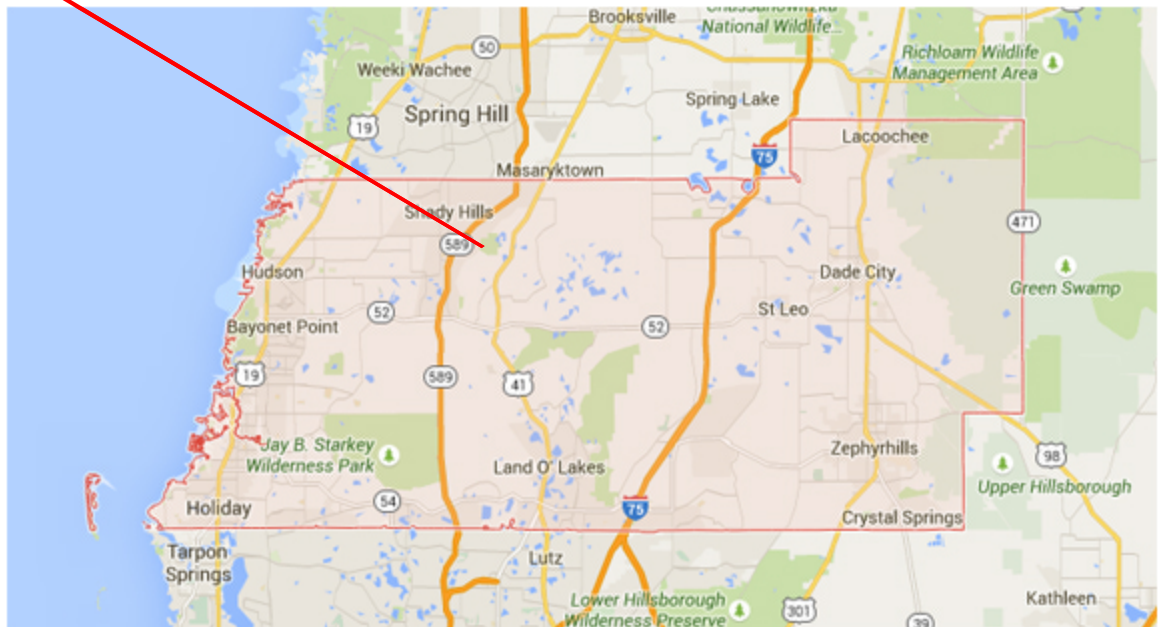 Brooksville
Chassahowitzka
National Wildlife...
50
Richloam Wildlife
Management Area
Weeki Wachee
Spring Lake
Spring Hill
19
Lacoochee
75
Masaryktown
Shady Hills
471
589
Hudson
Dade City
Green Swamp
52
St Leo
Bayonet Point
52
19
589
41
Jay B. Starkey
Wilderness Park
Zephyrhills
98
Land O' Lakes
Upper Hillsborough
54
Holiday
75
Crystal Springs
Tarpon
Springs
Lutz
Lower Hillsborough
Wilderness Preserve
301
Kathleen
39